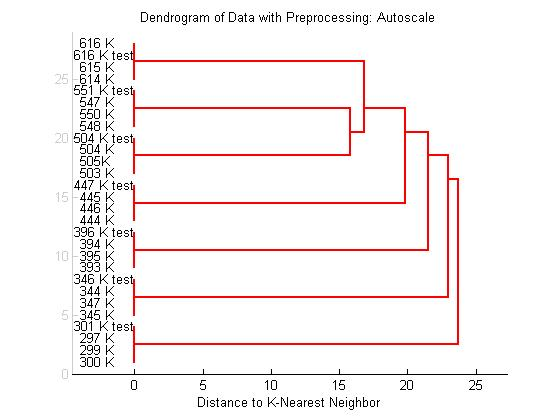 Dendrogram of Data with Preprocessing: Autoscale
616 K
616 K test
615 K
25
614 K
551 K test
547 K
550 K
548 K
20
504 K test
504 K
505K
503 K
447 K test
15
445 K
446 K
444 K
396 K test
394 K
10
395 K
393 K
346 K test
344 K
347 K
5
345 K
301 K test
297 K
299 K
300 K
0
0 5 10 15 20 25
Distance to K-Nearest Neighbor